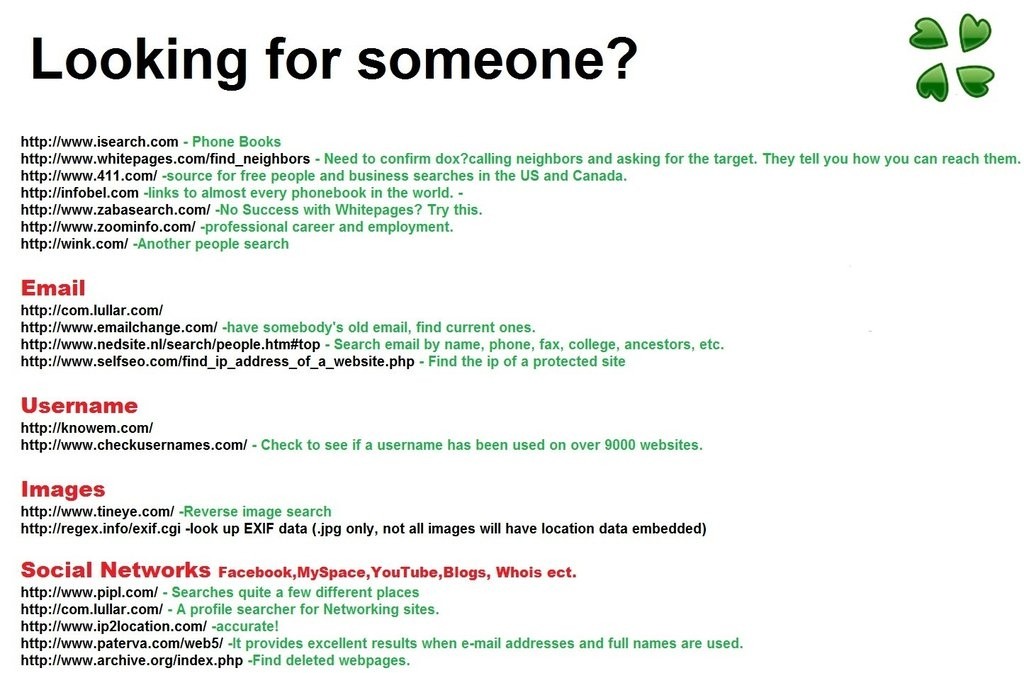 Looking for someone?
http://www.isearch.com - Phone Books
http://www.whitepages.com/find_neighbors - Need to confirm dox?calling neighbors and asking for the target. They tell you how you can reach them.
http://www.411.com/ -source for free people and business searches in the US and Canada.
http://infobel.com -links to almost every phonebook in the world. -
http://www.zabasearch.com/ -No Success with Whitepages? Try this.
http://www.zoominfo.com/ -professional career and employment.
http://wink.com/ -Another people search
Email
http://com.lullar.com/
http://www.emailchange.com/ -have somebody's old email, find current ones.
http://www.nedsite.nl/search/people.htm#top - Search email by name, phone, fax, college, ancestors, etc.
http://www.selfseo.com/find_ip_address_of_a_website.php - Find the ip of a protected site
Username
http://knowem.com/
http://www.checkusernames.com/ - Check to see if a username has been used on over 9000 websites.
Images
http://www.tineye.com/ -Reverse image search
http://regex.info/exif.cgi -look up EXIF data (.jpg only, not all images will have location data embedded)
Social Networks Facebook,MySpace,YouTube,Blogs, Whois ect.
http://www.pipl.com/ - Searches quite a few different places
http://com.lullar.com/ - A profile searcher for Networking sites.
http://www.ip2location.com/ -accurate!
http://www.paterva.com/web5/ -It provides excellent results when e-mail addresses and full names are used.
http://www.archive.org/index.php -Find deleted webpages.